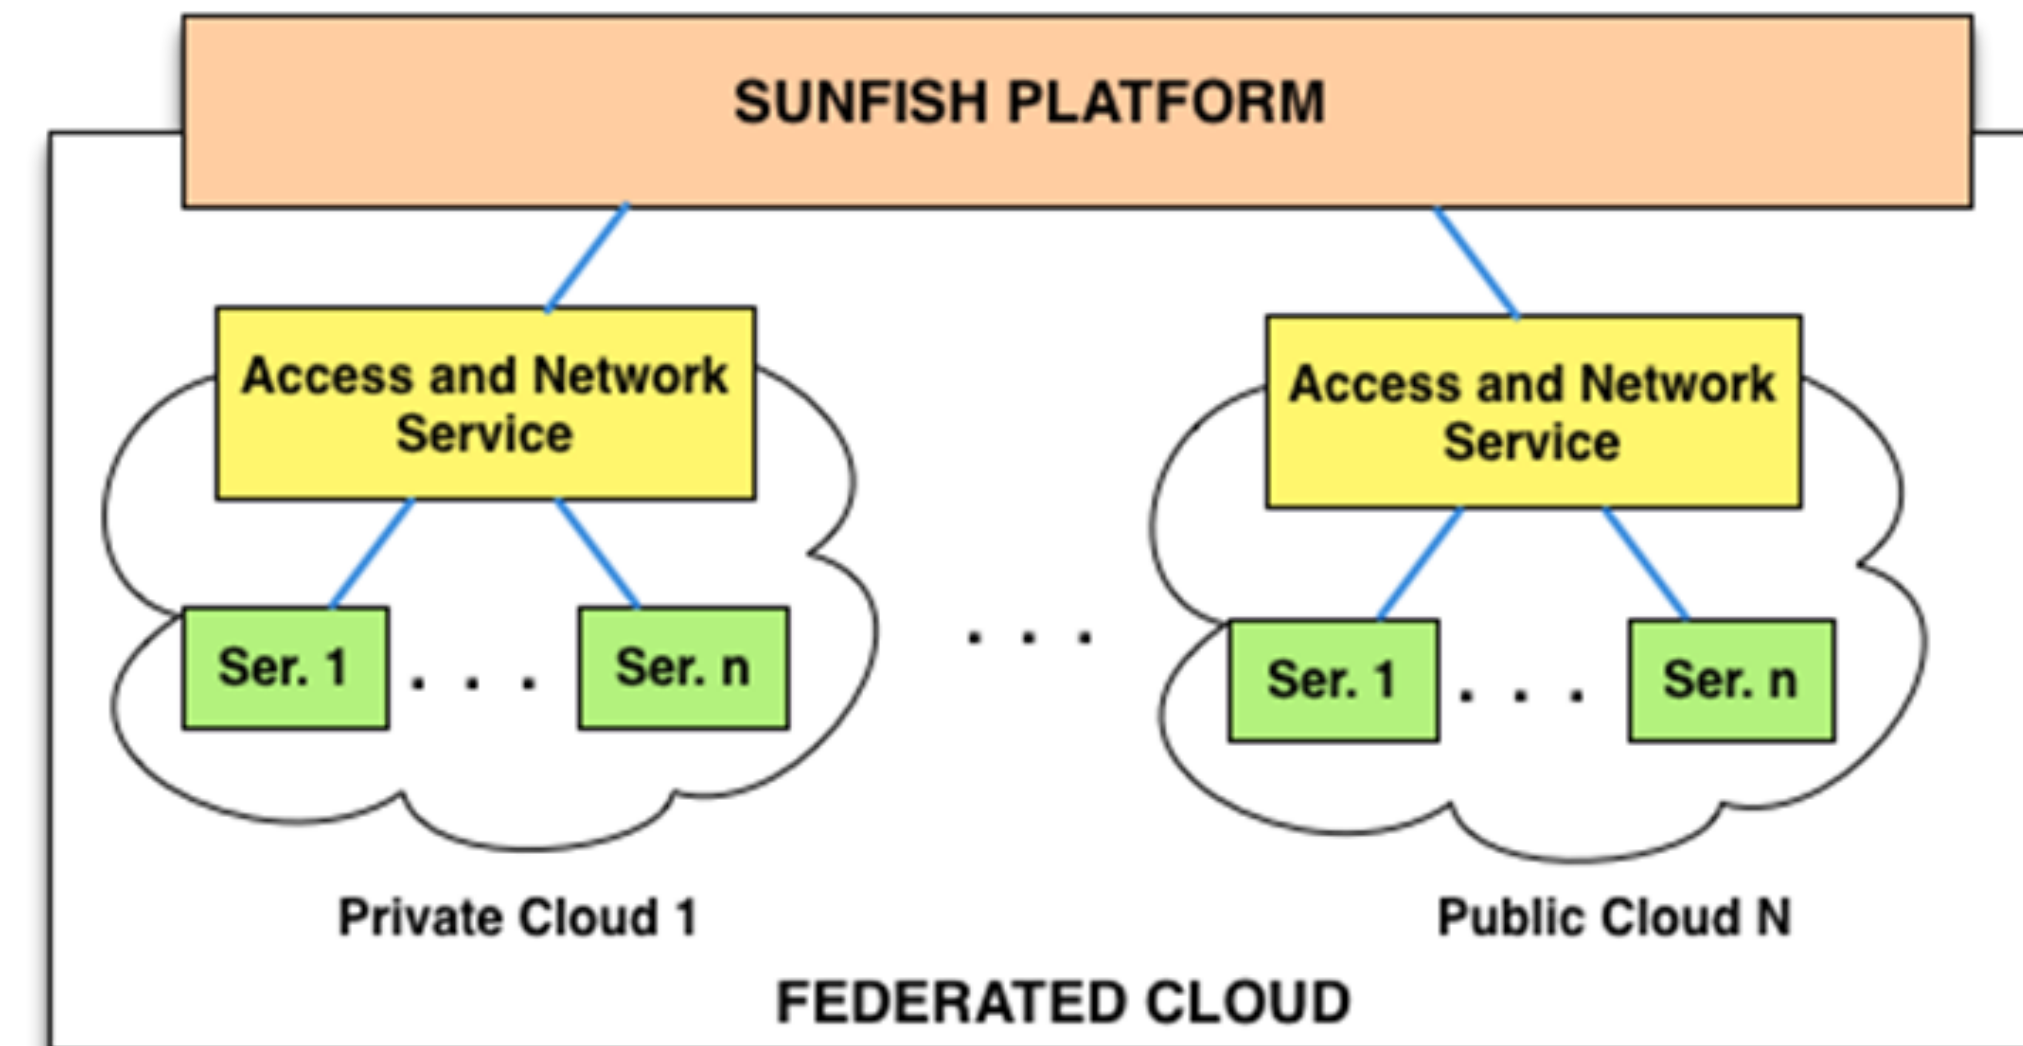 SUNFISH PLATFORM
Access and Network
Service
Access and Network
Service
Ser. 1 . . . Ser. n
. . .
Ser. 1 . . . Ser. n
Private Cloud 1
Public Cloud N
FEDERATED CLOUD